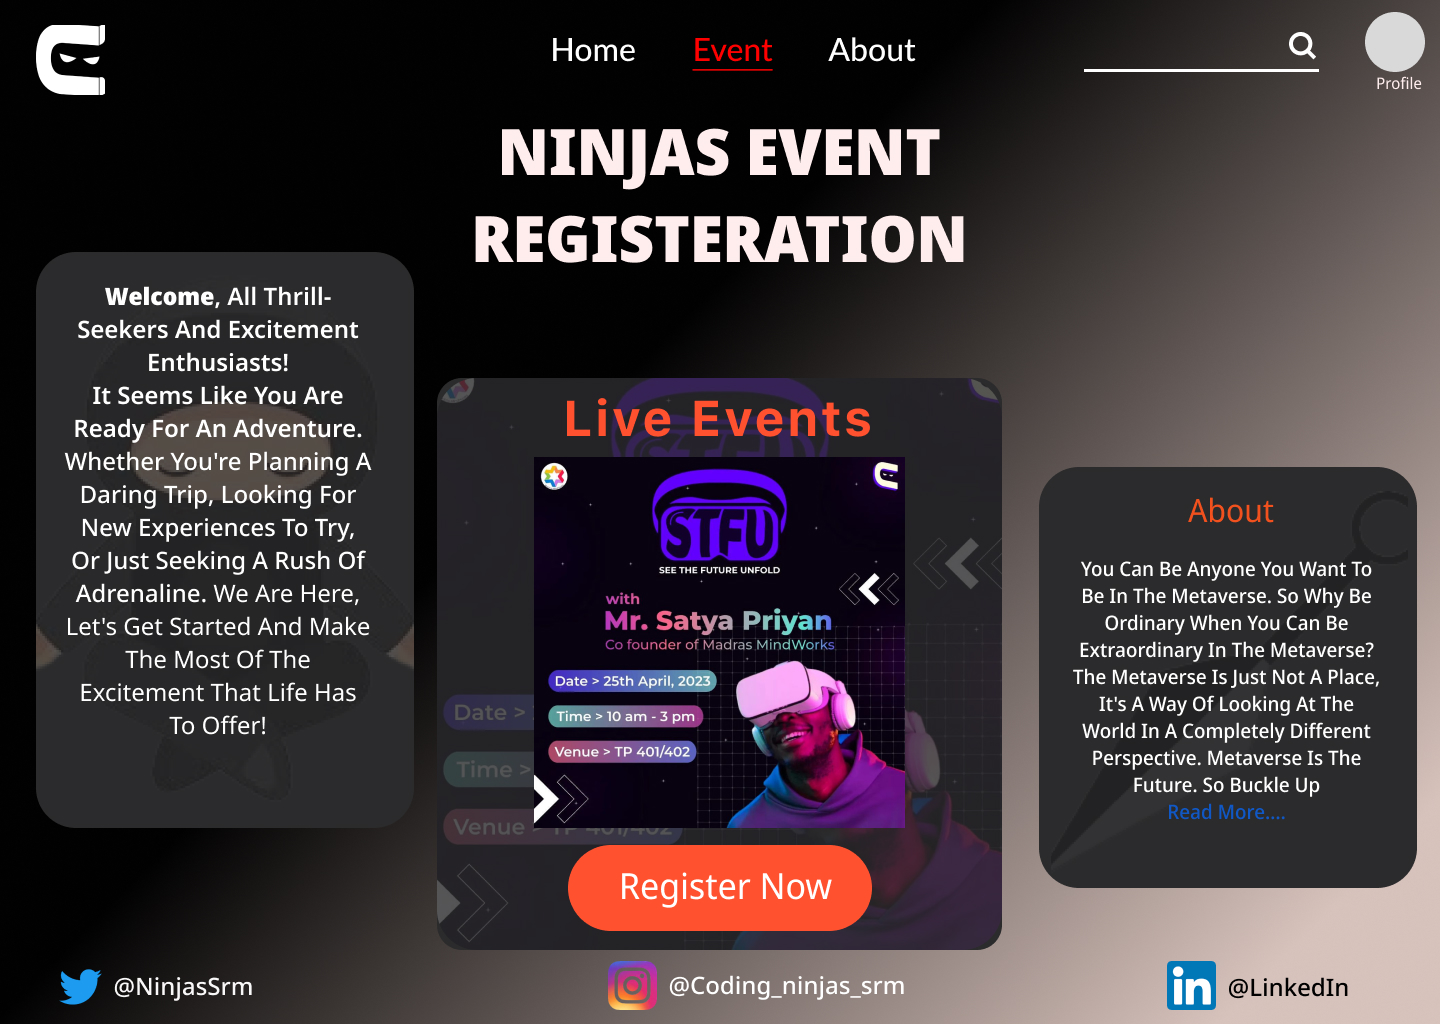 Home Event About
Profile
NINJAS EVENT
REGISTERATION
Welcome, All Thrill-
Seekers And Excitement
Enthusiasts!
It Seems Like You Are
Ready For An Adventure.
Whether You're Planning A
Daring Trip, Looking For
New Experiences To Try,
Or Just Seeking A Rush Of
Adrenaline. We Are Here,
Let's Get Started And Make
The Most Of The
Excitement That Life Has
To Offer!
Live Events
STFU
SEE THE FUTURE UNFOLD
with
Mr. Satya Priyan
Co founder of Madras MindWorks
Date > 25th April, 2023
Time > 10 am - 3 pm
Venue > TP 401/402
Date >
Time >
Venue > TP 401/402
Register Now
About
You Can Be Anyone You Want To
Be In The Metaverse. So Why Be
Ordinary When You Can Be
Extraordinary In The Metaverse?
The Metaverse Is Just Not A Place,
It's A Way Of Looking At The
World In A Completely Different
Perspective. Metaverse Is The
Future. So Buckle Up
Read More....
@NinjasSrm
@Coding_ninjas_srm
@LinkedIn